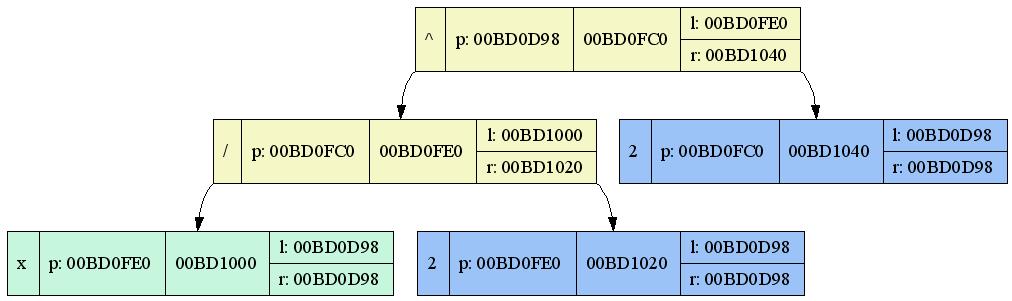 ^ p: 00BD0D98 00BD0FC0 l: 00BD0FE0
r: 00BD1040
/ p: 00BD0FC0 00BD0FE0 l: 00BD1000
r: 00BD1020
2 p: 00BD0FC0 00BD1040 l: 00BD0D98
r: 00BD0D98
x p: 00BD0FE0 00BD1000 l: 00BD0D98
r: 00BD0D98
2 p: 00BD0FE0 00BD1020 l: 00BD0D98
r: 00BD0D98